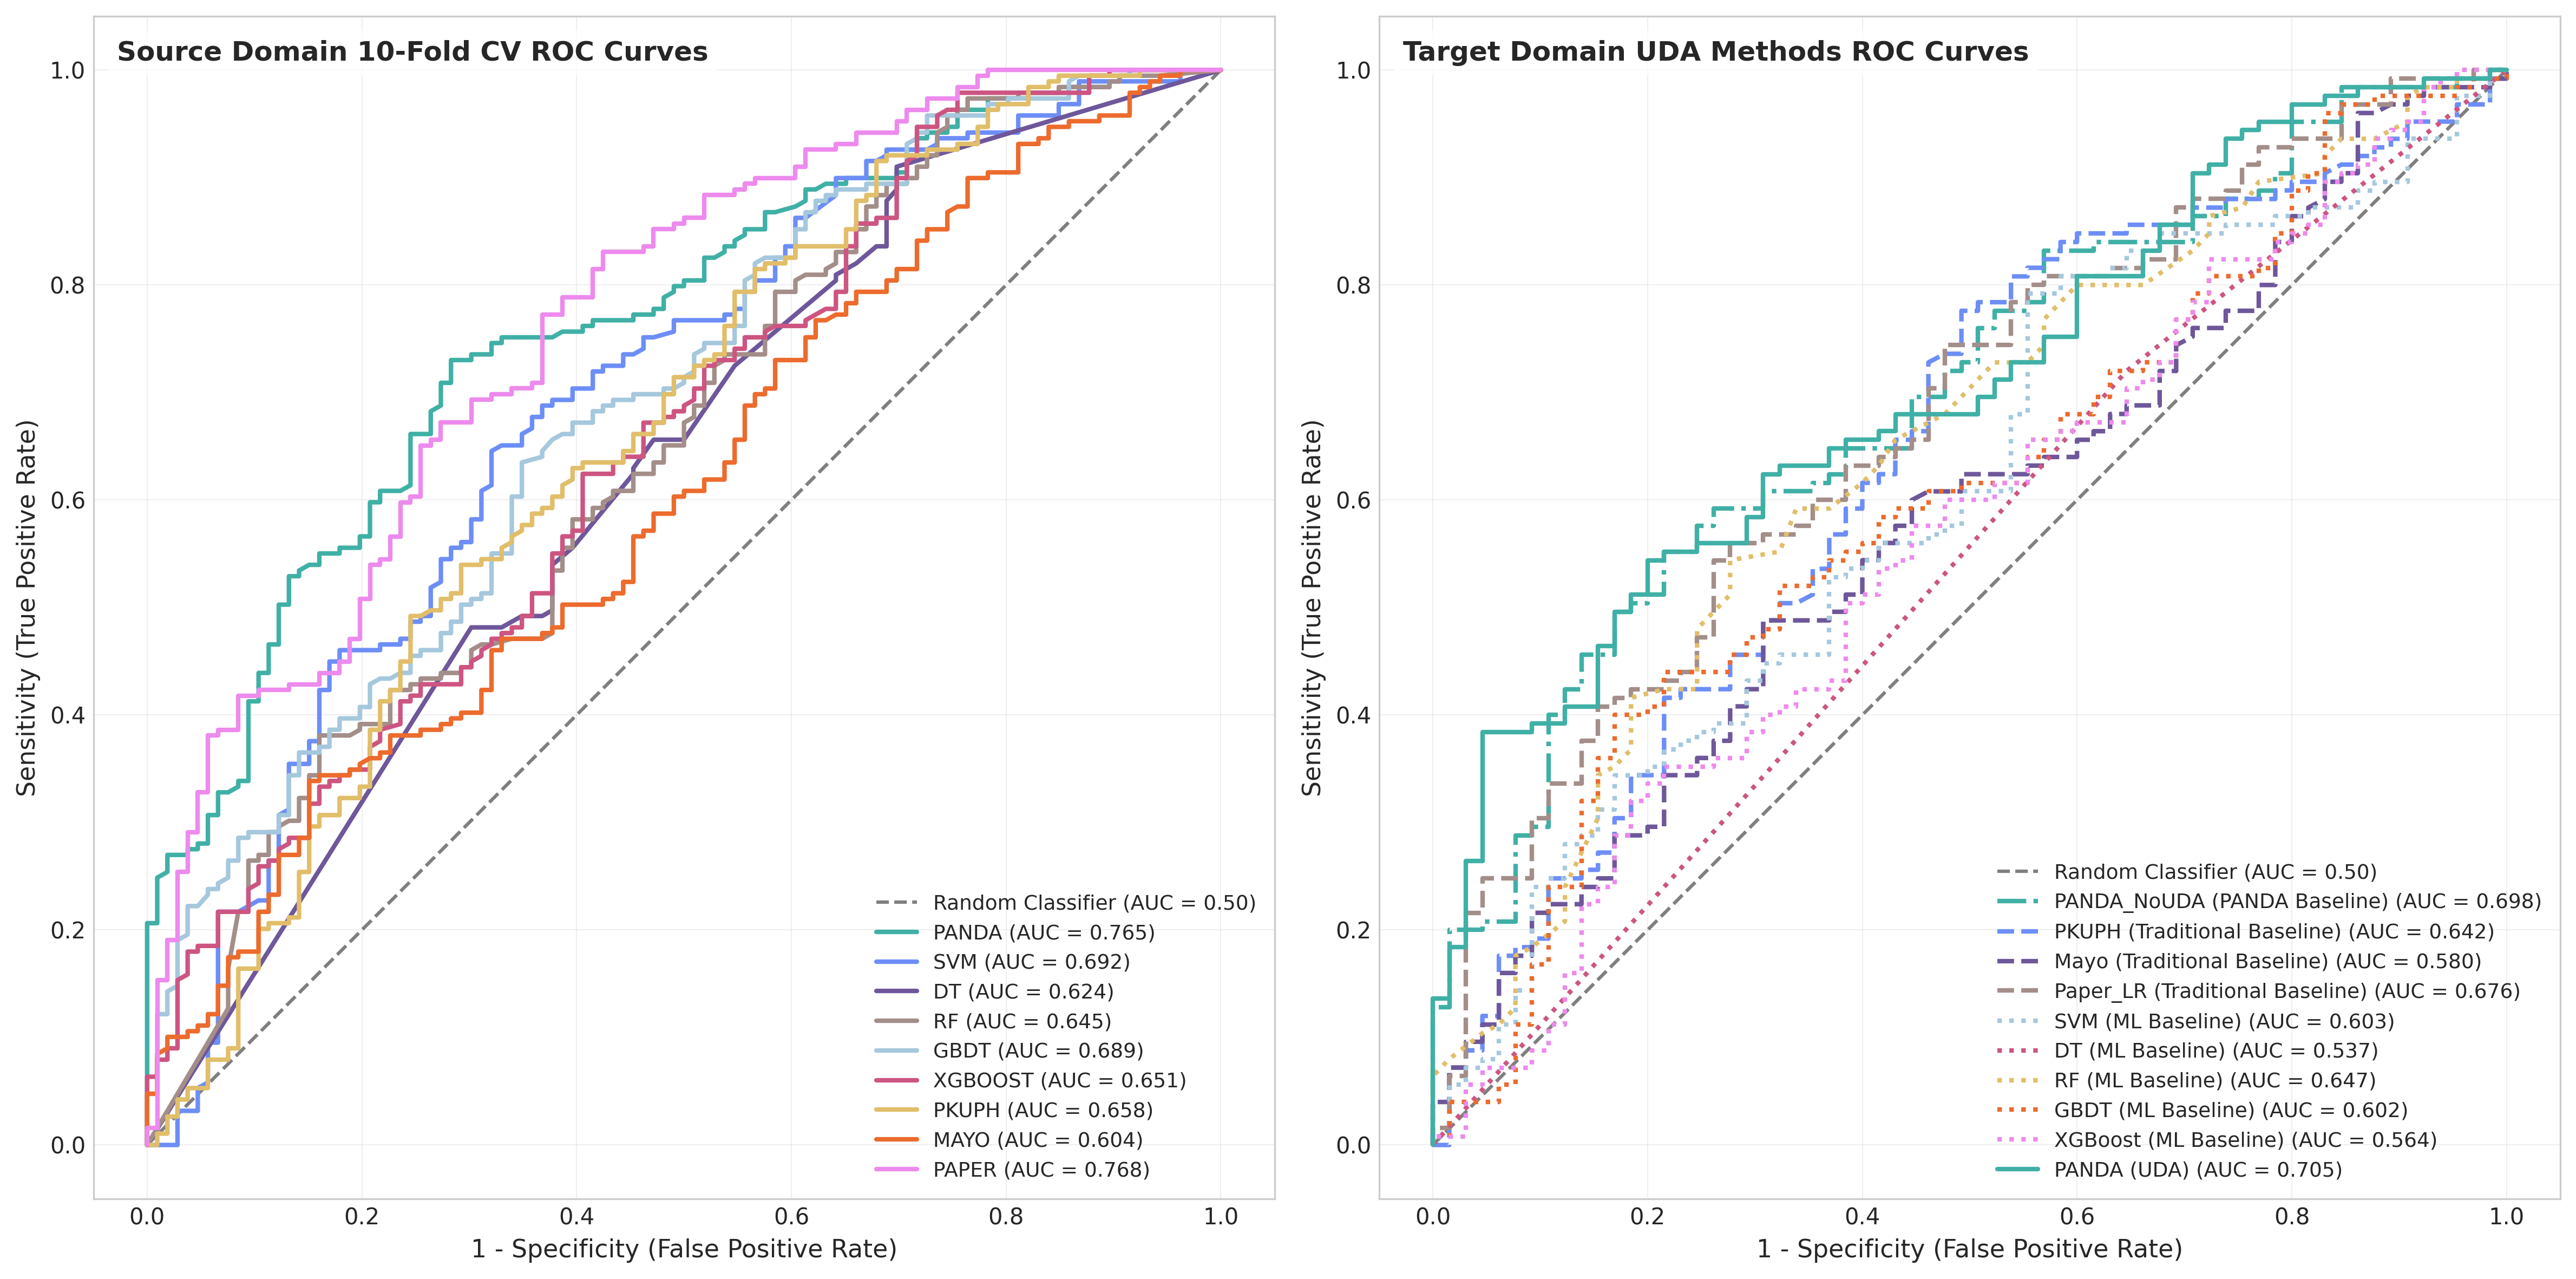 Source Domain 10-Fold CV ROC Curves
Sensitivity (True Positive Rate)
1.0
0.8
0.6
0.4
0.2
0.0
0.0 0.2 0.4 0.6 0.8 1.0
1 - Specificity (False Positive Rate)
Random Classifier (AUC = 0.50)
PANDA (AUC = 0.765)
SVM (AUC = 0.692)
DT (AUC = 0.624)
RF (AUC = 0.645)
GBDT (AUC = 0.689)
XGBOOST (AUC = 0.651)
PKUPH (AUC = 0.658)
MAYO (AUC = 0.604)
PAPER (AUC = 0.768)
Target Domain UDA Methods ROC Curves
Sensitivity (True Positive Rate)
1.0
0.8
0.6
0.4
0.2
0.0
0.0 0.2 0.4 0.6 0.8 1.0
1 - Specificity (False Positive Rate)
Random Classifier (AUC = 0.50)
PANDA_NoUDA (PANDA Baseline) (AUC = 0.698)
PKUPH (Traditional Baseline) (AUC = 0.642)
Mayo (Traditional Baseline) (AUC = 0.580)
Paper_LR (Traditional Baseline) (AUC = 0.676)
SVM (ML Baseline) (AUC = 0.603)
DT (ML Baseline) (AUC = 0.537)
RF (ML Baseline) (AUC = 0.647)
GBDT (ML Baseline) (AUC = 0.602)
XGBoost (ML Baseline) (AUC = 0.564)
PANDA (UDA) (AUC = 0.705)